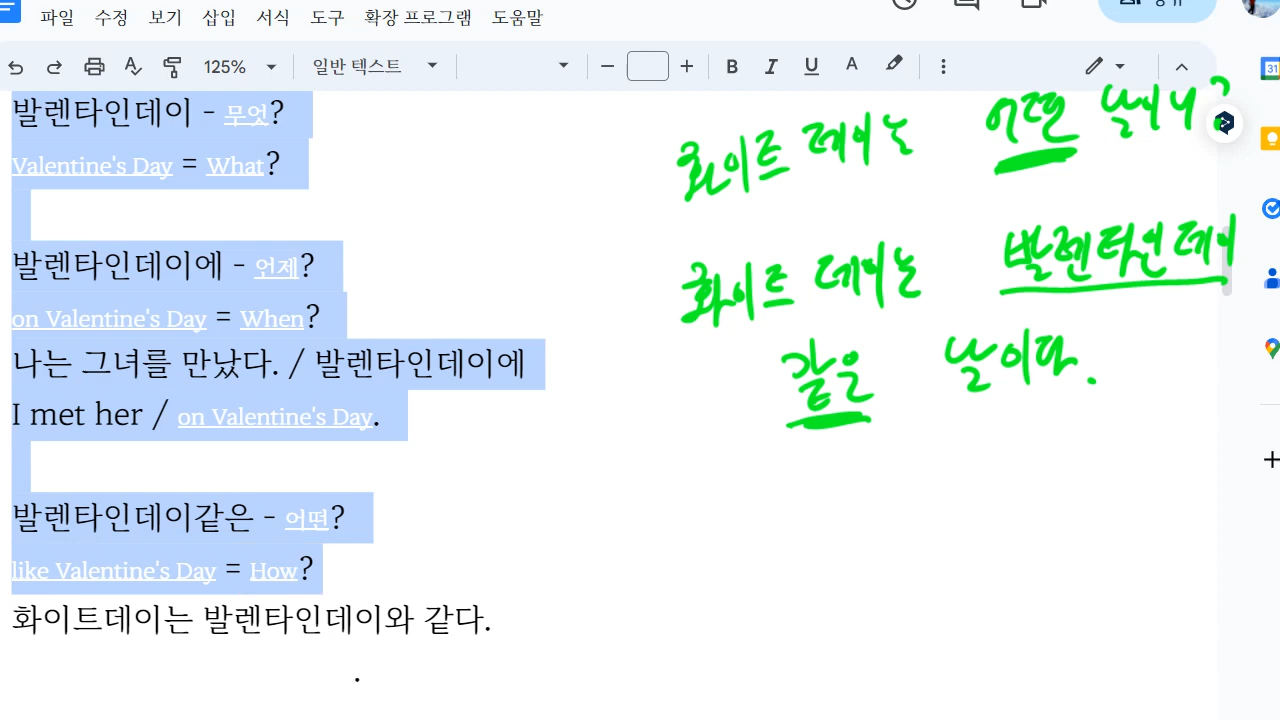 파일 수정 보기 삽입 서식 도구 확장 프로그램 도움말
125% 일반 텍스트 B I U A
발렌타인데이 - 무엇?
Valentine's Day = What?
발렌타인데이에 - 언제?
on Valentine's Day = When?
나는 그녀를 만났다. / 발렌타인데이에
I met her / on Valentine's Day.
발렌타인데이같은 - 어떤?
like Valentine's Day = How?
화이트데이는 발렌타인데이와 같다.
.
화이트 데이는 어떤 날이니?
화이트 데이는 발렌타인데이
같은 날이다.
31